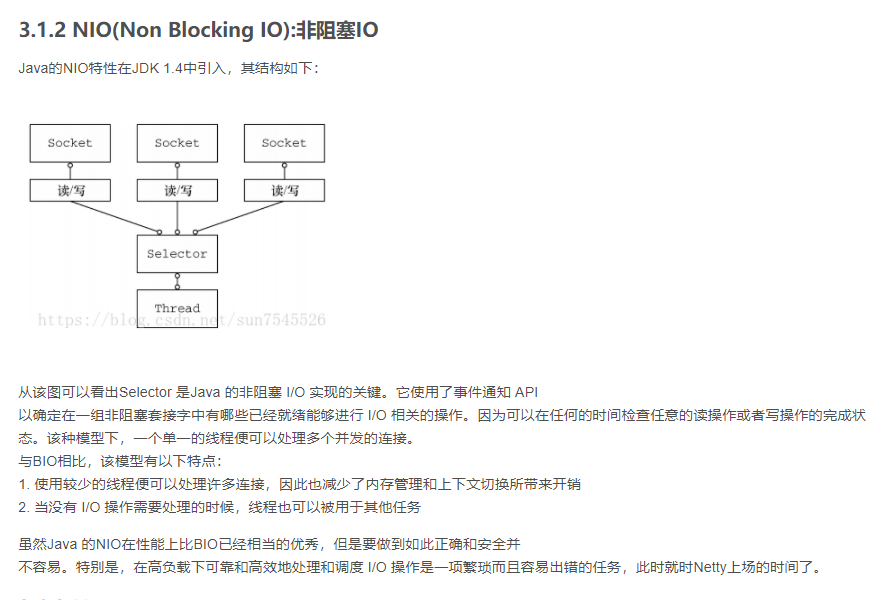 3.1.2 NIO(Non Blocking IO):非阻塞IO
Java的NIO特性在JDK 1.4中引入，其结构如下：
Socket Socket Socket
读/写 读/写 读/写
Selector
Thread
https://blog.csdn.net/sun7545526
从该图可以看出Selector 是Java 的非阻塞 I/O 实现的关键。它使用了事件通知 API
以确定在一组非阻塞套接字中有哪些已经就绪能够进行 I/O 相关的操作。因为可以在任何的时间检查任意的读操作或者写操作的完成状
态。该种模型下，一个单一的线程便可以处理多个并发的连接。
与BIO相比，该模型有以下特点：
1. 使用较少的线程便可以处理许多连接，因此也减少了内存管理和上下文切换所带来开销
2. 当没有 I/O 操作需要处理的时候，线程也可以被用于其他任务
虽然Java 的NIO在性能上比BIO已经相当的优秀，但是要做到如此正确和安全并
不容易。特别是，在高负载下可靠和高效地处理和调度 I/O 操作是一项繁琐而且容易出错的任务，此时就时Netty上场的时间了。